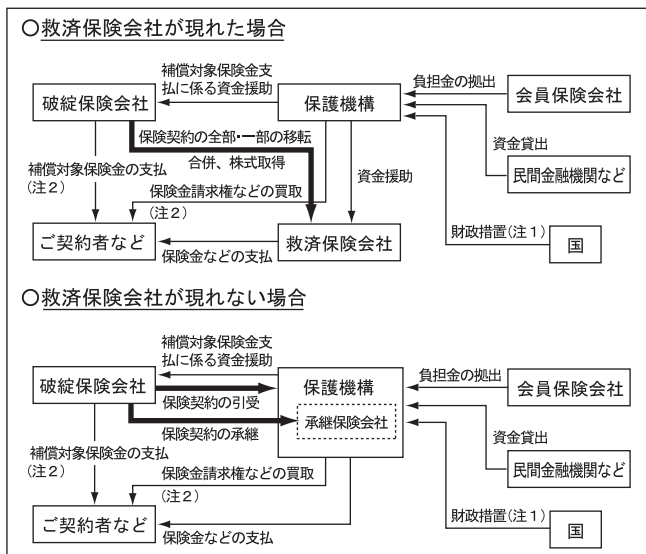 〇救済保険会社が現れた場合
補償対象保険金支
払に係る資金援助
負担金の拠出
破綻保険会社
保護機構
会員保険会社
保険契約の全部・一部の移転
合併、株式取得
資金貸出
補償対象保険金の支払
(注2)
資金援助
民間金融機関など
保険金請求権などの買取
(注2)
財政措置(注1)
ご契約者など
救済保険会社
国
保険金などの支払
〇救済保険会社が現れない場合
補償対象保険金支
払に係る資金援助
負担金の拠出
破綻保険会社
保護機構
会員保険会社
保険契約の引受
承継保険会社
保険契約の承継
資金貸出
補償対象保険金の支払
(注2)
民間金融機関など
保険金請求権などの買取
(注2)
財政措置(注1)
ご契約者など
国
保険金などの支払